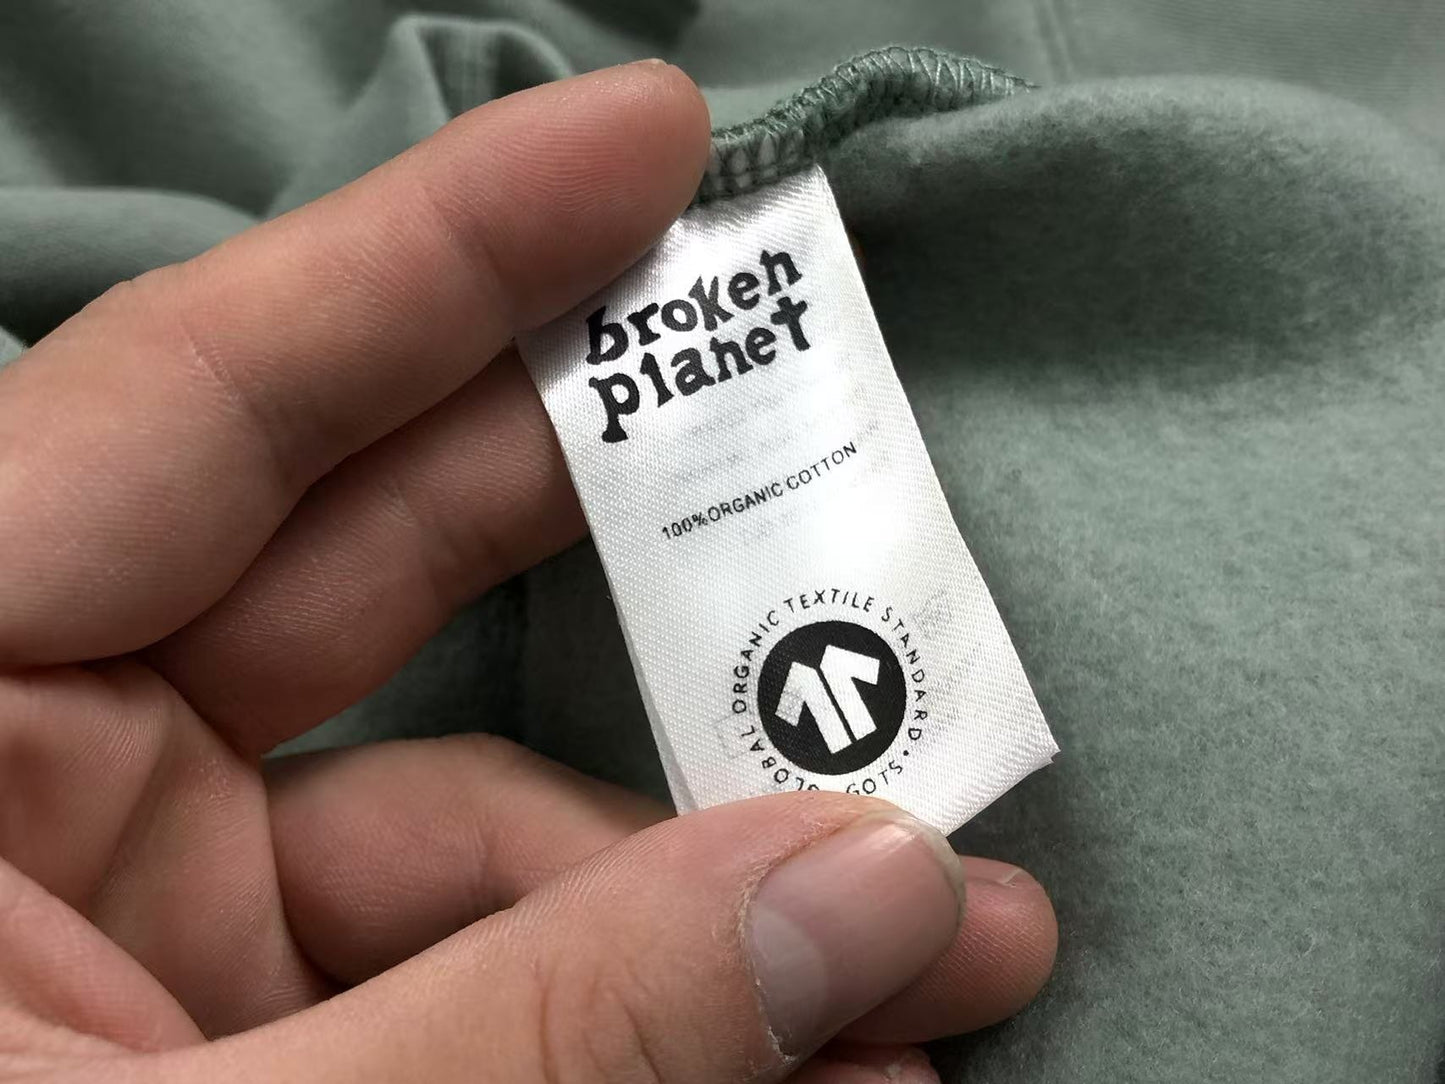 broken
planet
100% ORGANIC COTTON
GLOBAL ORGANIC TEXTILE STANDARD • GOTS